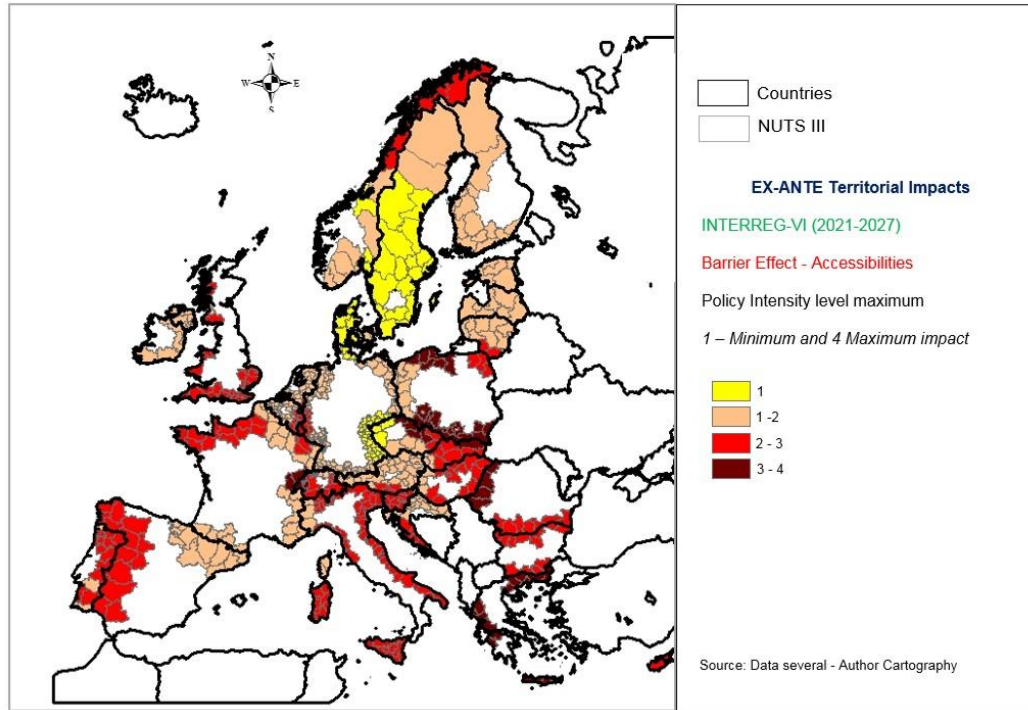 N
W E
S
Countries
NUTS III
EX-ANTE Territorial Impacts
INTERREG-VI (2021-2027)
Barrier Effect - Accessibilities
Policy Intensity level maximum
1 – Minimum and 4 Maximum impact
1
1 -2
2 - 3
3 - 4
Source: Data several - Author Cartography